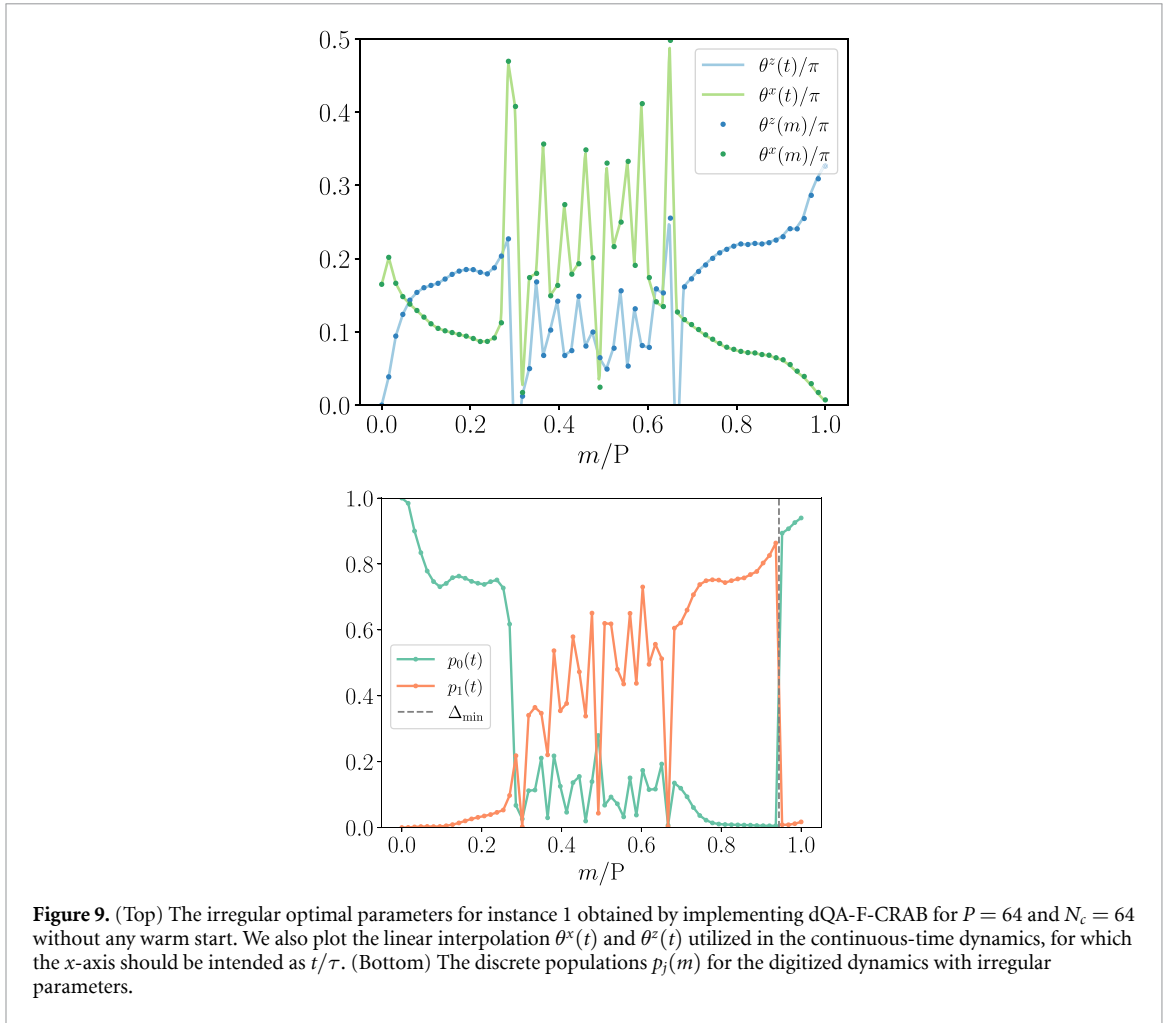 0.5
0.4
0.3
0.2
0.1
0.0
θ^z(t)/π
θ^x(t)/π
θ^z(m)/π
θ^x(m)/π
0.0 0.2 0.4 0.6 0.8 1.0
m/P
1.0
0.8
0.6
0.4
0.2
0.0
p_0(t)
p_1(t)
Δ_min
0.0 0.2 0.4 0.6 0.8 1.0
m/P
Figure 9. (Top) The irregular optimal parameters for instance 1 obtained by implementing dQA-F-CRAB for P = 64 and N_c = 64
without any warm start. We also plot the linear interpolation θ^x(t) and θ^z(t) utilized in the continuous-time dynamics, for which
the x-axis should be intended as t/τ. (Bottom) The discrete populations p_j(m) for the digitized dynamics with irregular
parameters.